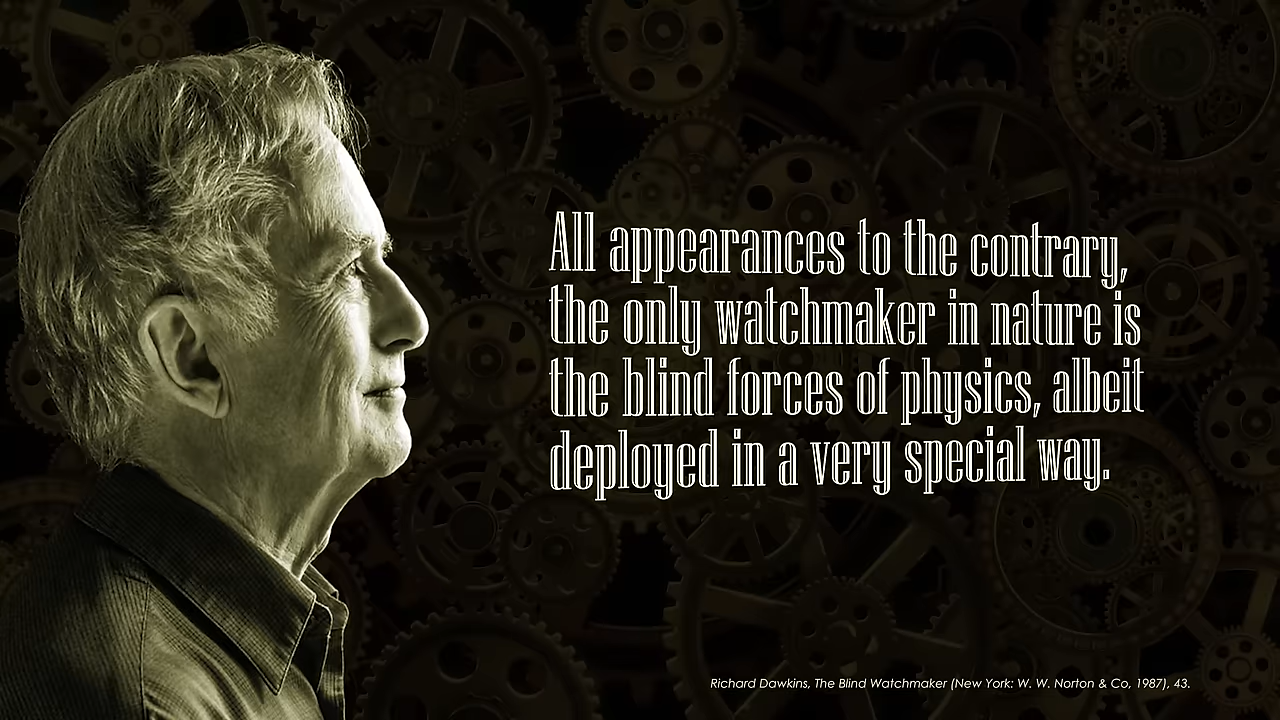 All appearances to the contrary,
the only watchmaker in nature is
the blind forces of physics, albeit
deployed in a very special way.
Richard Dawkins, The Blind Watchmaker (New York: W. W. Norton & Co, 1987), 43.